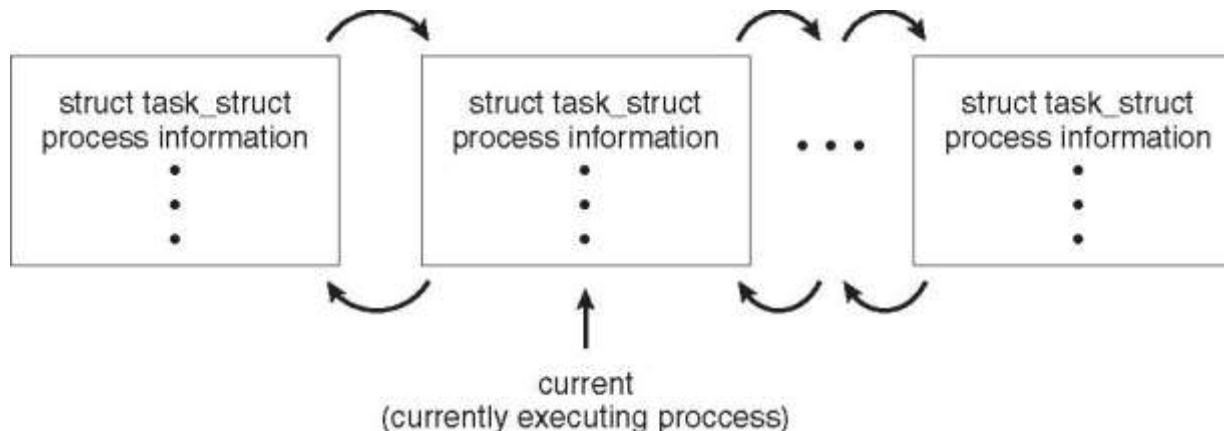 struct task_struct
process information
struct task_struct
process information
struct task_struct
process information
current
(currently executing proccess)